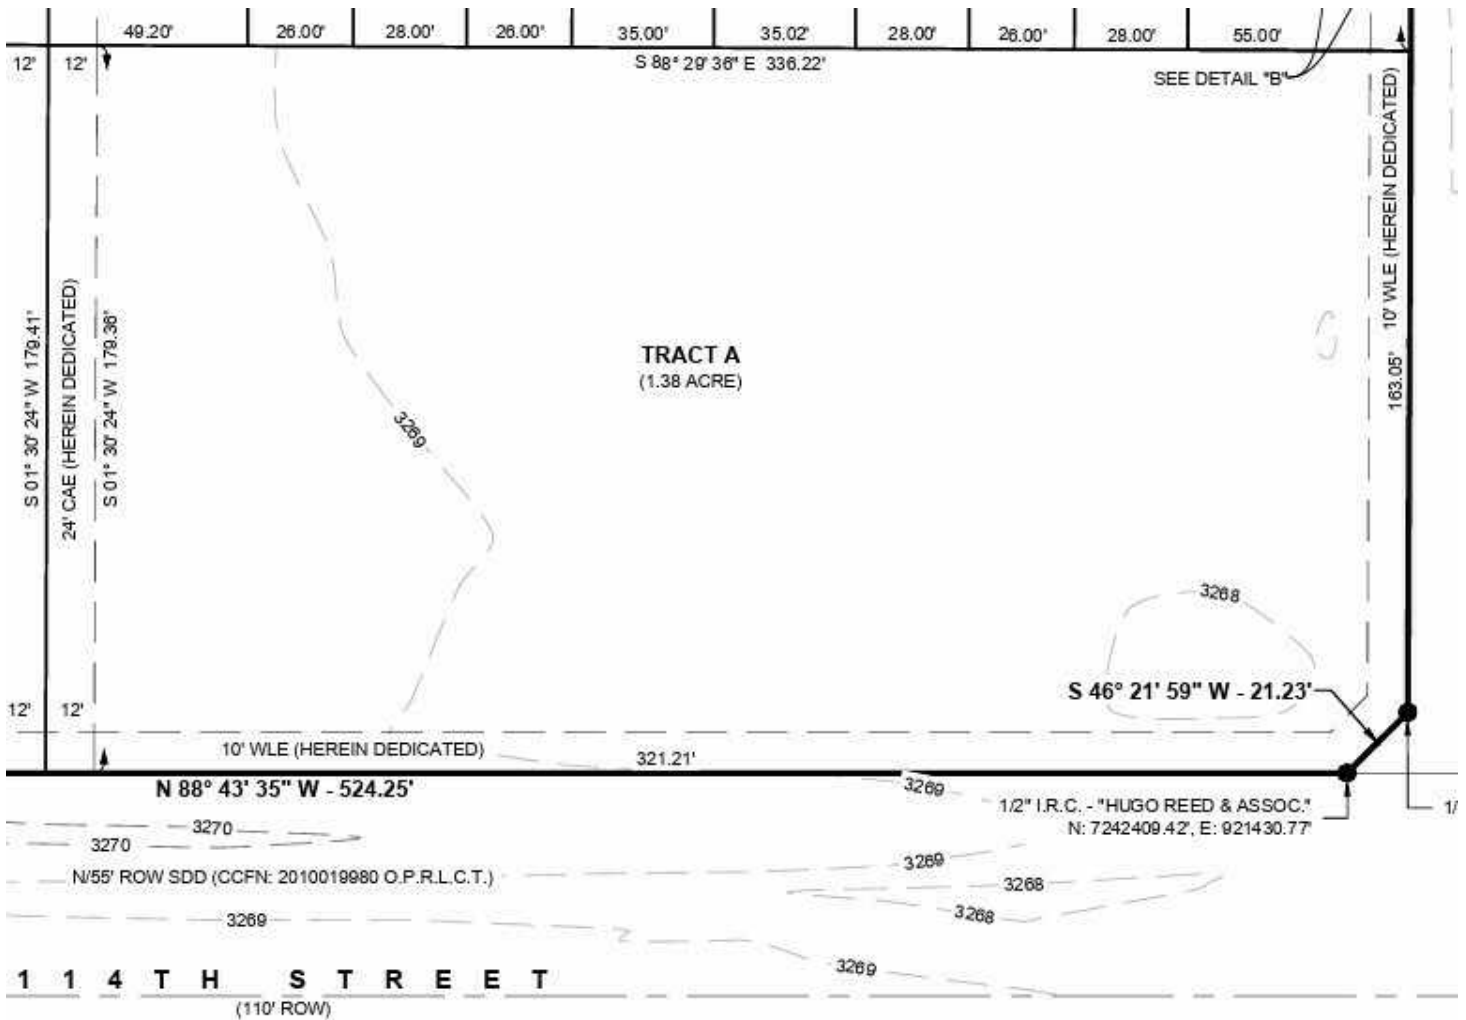 49.20' 26.00' 28.00' 26.00' 35.00' 35.02' 28.00' 26.00' 28.00' 55.00'
12' 12'
S 88° 29' 36" E 336.22'
SEE DETAIL "B"
10' WLE (HEREIN DEDICATED)
163.05'
S 01° 30' 24" W 179.41'
24' CAE (HEREIN DEDICATED)
S 01° 30' 24" W 179.36'
TRACT A
(1.38 ACRE)
3269
3268
S 46° 21' 59" W - 21.23'
12' 12'
10' WLE (HEREIN DEDICATED)
321.21'
N 88° 43' 35" W - 524.25'
3269
1/2" I.R.C. - "HUGO REED & ASSOC."
N: 7242409.42', E: 921430.77'
1/
3270
3270
3269
N/55' ROW SDD (CCFN: 2010019980 O.P.R.L.C.T.)
3268
3268
3269
3269
114TH STREET
(110' ROW)